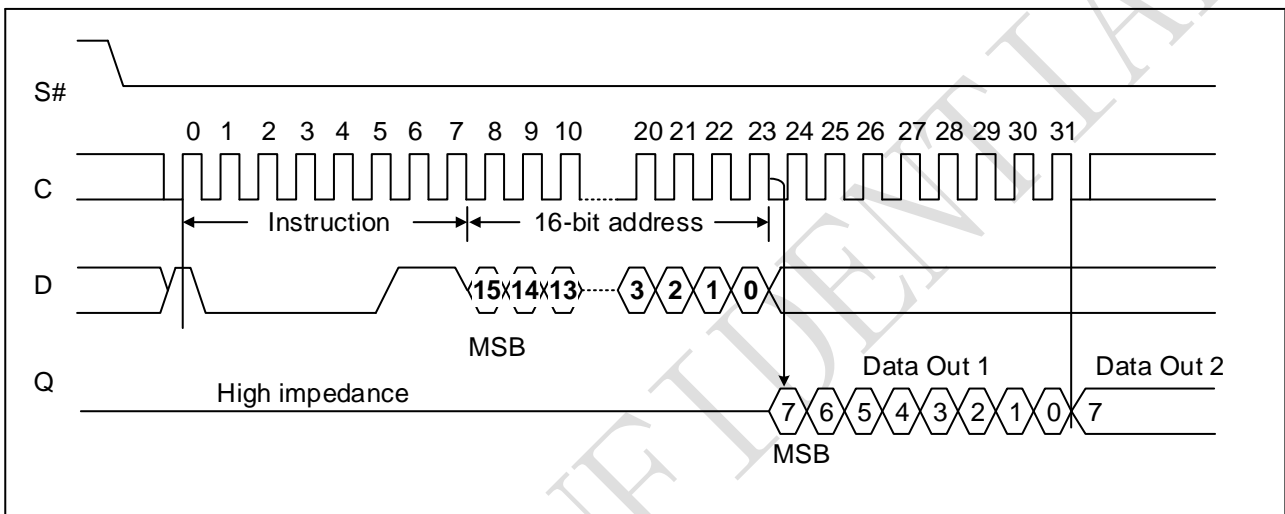 S#
0 1 2 3 4 5 6 7 8 9 10 20 21 22 23 24 25 26 27 28 29 30 31
C
Instruction 16-bit address
D
15 14 13 3 2 1 0
MSB
Q
High impedance
Data Out 1 Data Out 2
7 6 5 4 3 2 1 0 7
MSB
FIDENTIA